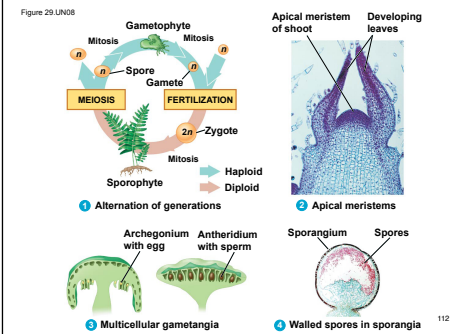 Figure 29.UN08
Gametophyte
Mitosis
Mitosis
n
n
Spore
n
Gamete
n
MEIOSIS
FERTILIZATION
2n
Zygote
Mitosis
Sporophyte
Haploid
Diploid
1 Alternation of generations
Apical meristem
of shoot
Developing
leaves
2 Apical meristems
Archegonium
with egg
Antheridium
with sperm
3 Multicellular gametangia
Sporangium
Spores
4 Walled spores in sporangia
112